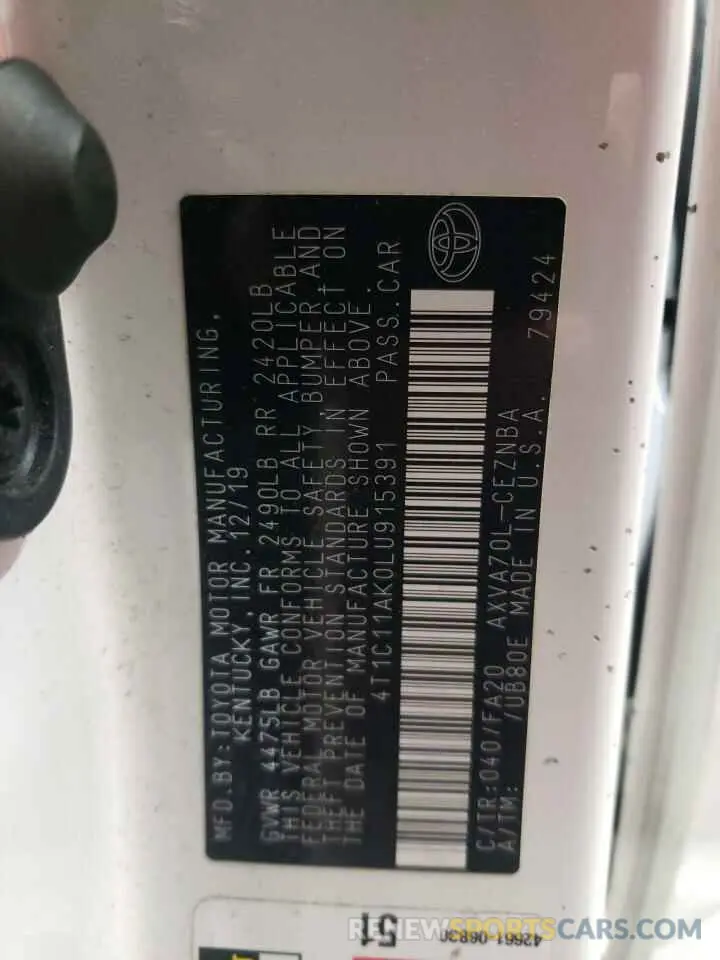 MFD.BY:TOYOTA MOTOR MANUFACTURING,
KENTUCKY, INC. 12/19
GVWR 4475LB GAWR FR 2490LB RR 2420LB
THIS VEHICLE CONFORMS TO ALL APPLICABLE
FEDERAL MOTOR VEHICLE SAFETY, BUMPER, AND
THEFT PREVENTION STANDARDS IN EFFECT ON
THE DATE OF MANUFACTURE SHOWN ABOVE.
4T1C11AK0LU915391 PASS.CAR
C/TR:040/FA20 AXVA70L-CEZNBA
A/TM: /UB80E MADE IN U.S.A. 79424
51
RENEWSPORTSCARS.COM